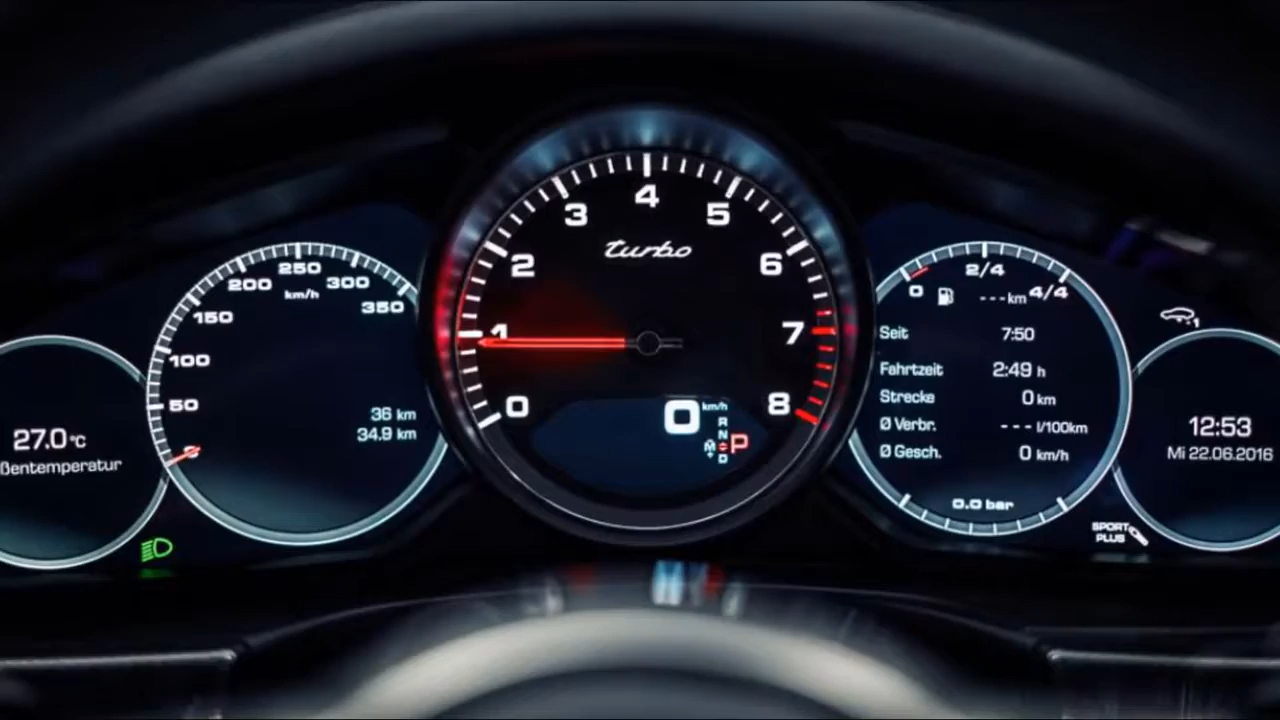 27.0 °C
ßentemperatur
0
50
100
150
200
250
300
350
km/h
36 km
34.9 km
0
1
2
3
4
5
6
7
8
turbo
0 km/h
R
N
D
M
P
0
2/4
4/4
---km
Seit 7:50
Fahrtzeit 2:49 h
Strecke 0 km
Ø Verbr. --- l/100km
Ø Gesch. 0 km/h
0.0 bar
1
SPORT
PLUS
12:53
Mi 22.06.2016